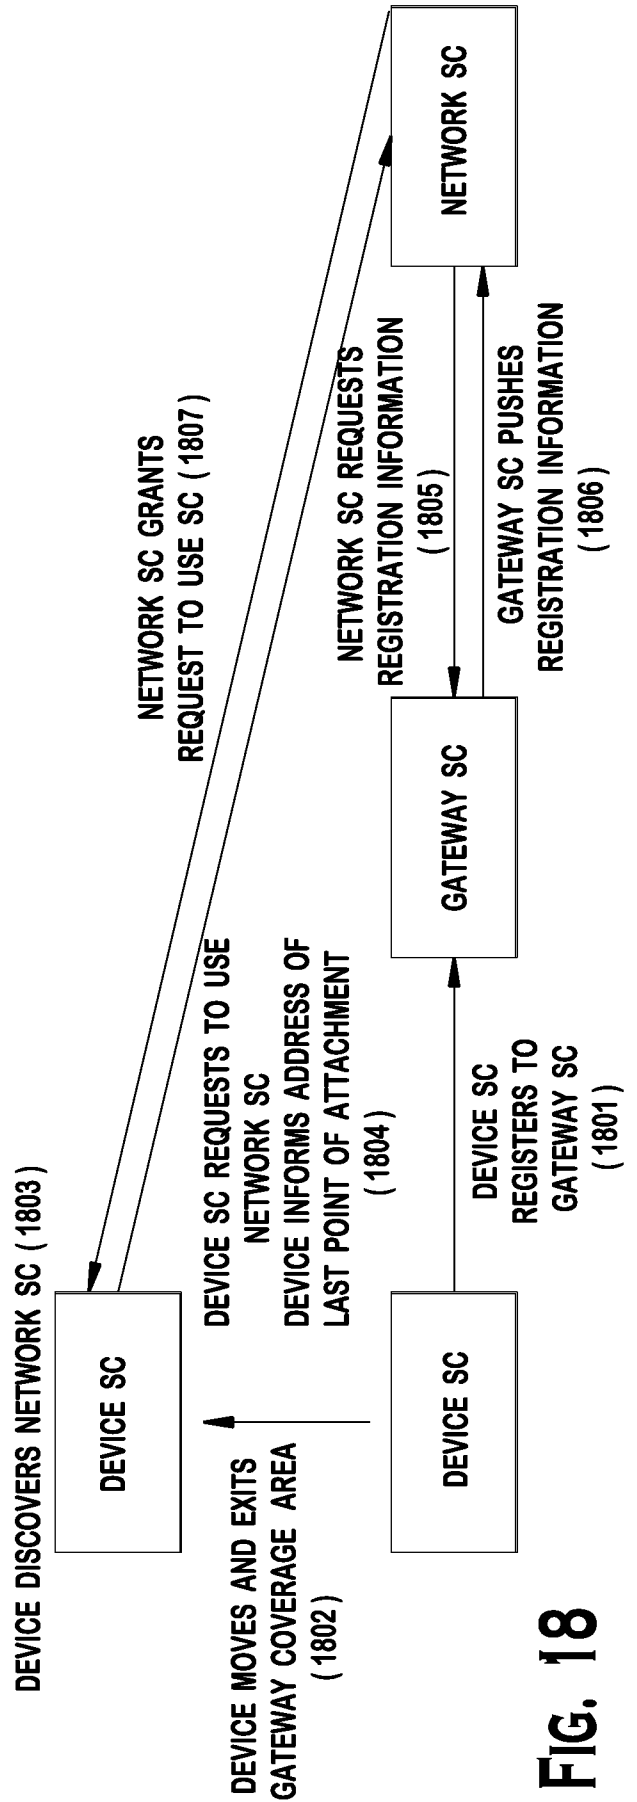 DEVICE DISCOVERS NETWORK SC (1803)
DEVICE SC
NETWORK SC GRANTS
REQUEST TO USE SC (1807)
DEVICE MOVES AND EXITS
GATEWAY COVERAGE AREA
(1802)
DEVICE SC REQUESTS TO USE
NETWORK SC
DEVICE INFORMS ADDRESS OF
LAST POINT OF ATTACHMENT
(1804)
NETWORK SC REQUESTS
REGISTRATION INFORMATION
(1805)
DEVICE SC
GATEWAY SC
NETWORK SC
DEVICE SC
REGISTERS TO
GATEWAY SC
(1801)
GATEWAY SC PUSHES
REGISTRATION INFORMATION
(1806)
FIG. 18